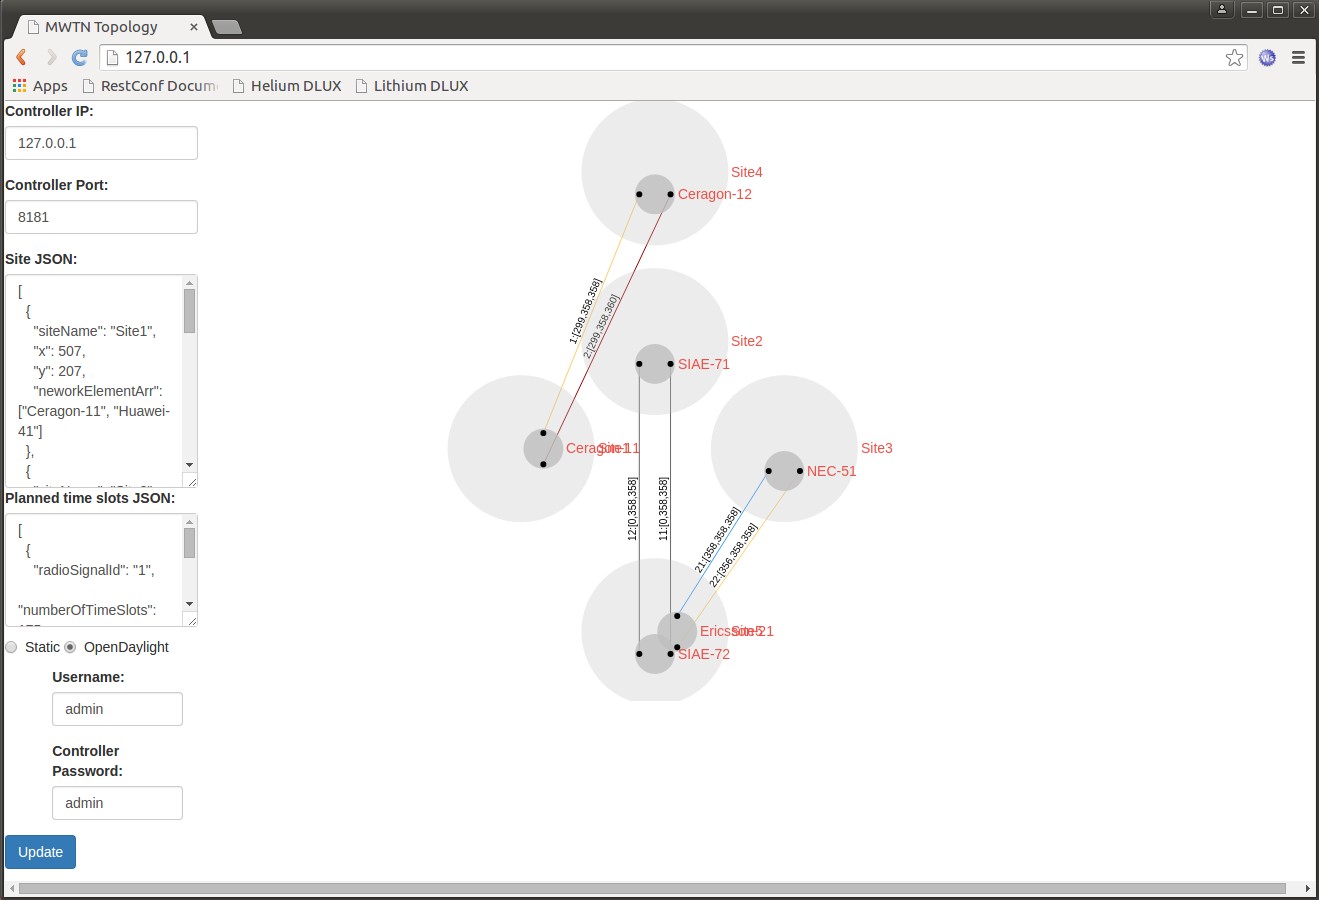 MWTN Topology
127.0.0.1
Apps
RestConf Docum
Helium DLUX
Lithium DLUX
Controller IP:
127.0.0.1
Controller Port:
8181
Site JSON:
[
{
"siteName": "Site1",
"x": 507,
"y": 207,
"neworkElementArr":
["Ceragon-11", "Huawei-
41"]
},
{
Planned time slots JSON:
[
{
"radioSignalId": "1",
"numberOfTimeSlots":
Static
OpenDaylight
Username:
admin
Controller
Password:
admin
Update
Site4
Ceragon-12
1:[299,358,358]
2:[299,358,360]
Site2
SIAE-71
Ceragon-11
Site1
Site3
NEC-51
12:[0,358,358]
11:[0,358,358]
21:[358,358,358]
22:[356,358,358]
Ericsson-21
Site5
SIAE-72